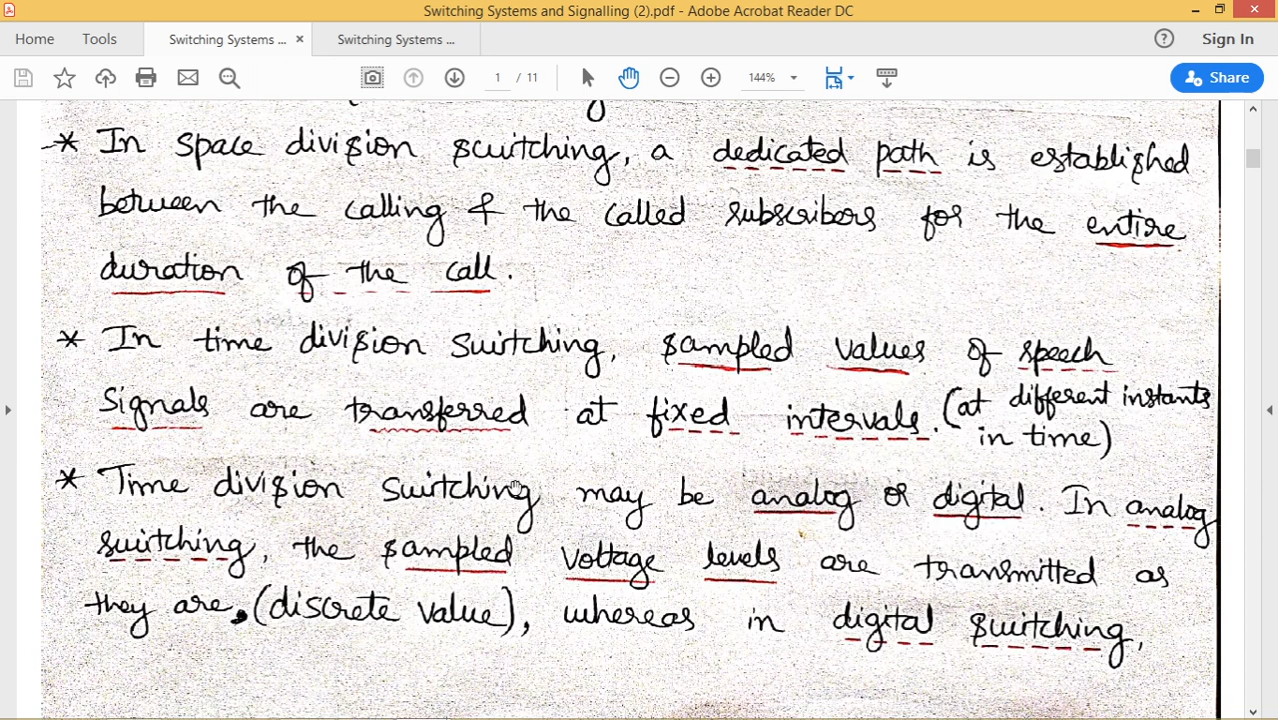 Switching Systems and Signalling (2).pdf - Adobe Acrobat Reader DC
Home Tools Switching Systems ... × Switching Systems ... ? Sign In
1 / 11 144% Share
* In space division switching, a dedicated path is established
between the calling & the called subscribers for the entire
duration of the call.
* In time division switching, sampled values of speech
signals are transferred at fixed intervals. (at different instants
in time)
* Time division switching may be analog or digital. In analog
switching, the sampled voltage levels are transmitted as
they are. (discrete value), whereas in digital switching,